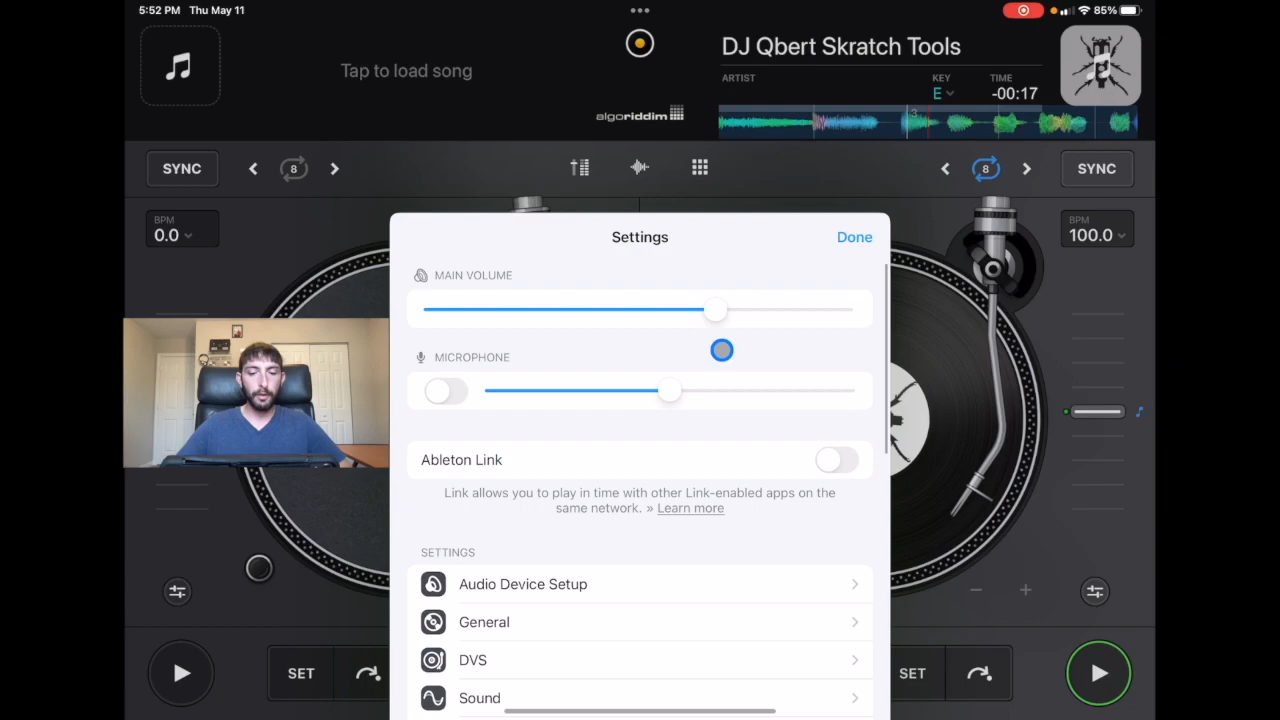 5:52 PM Thu May 11
85%
Tap to load song
algoriddim
DJ Qbert Skratch Tools
ARTIST
KEY
TIME
E
-00:17
3
SYNC
8
8
SYNC
BPM
0.0
BPM
100.0
Settings
Done
MAIN VOLUME
MICROPHONE
Ableton Link
Link allows you to play in time with other Link-enabled apps on the
same network. » Learn more
SETTINGS
Audio Device Setup
General
DVS
Sound
SET
SET